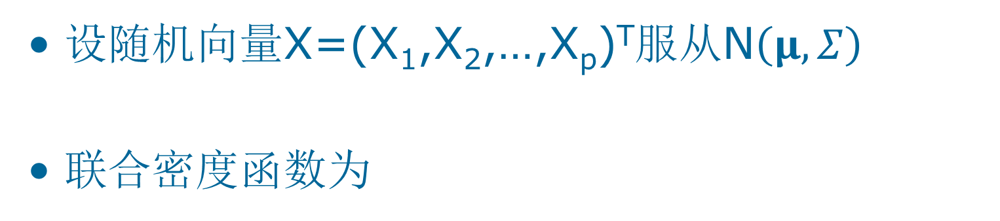 • 设随机向量X=(X₁,X₂,…,Xₚ)ᵀ服从N(𝛍, 𝛴)
• 联合密度函数为